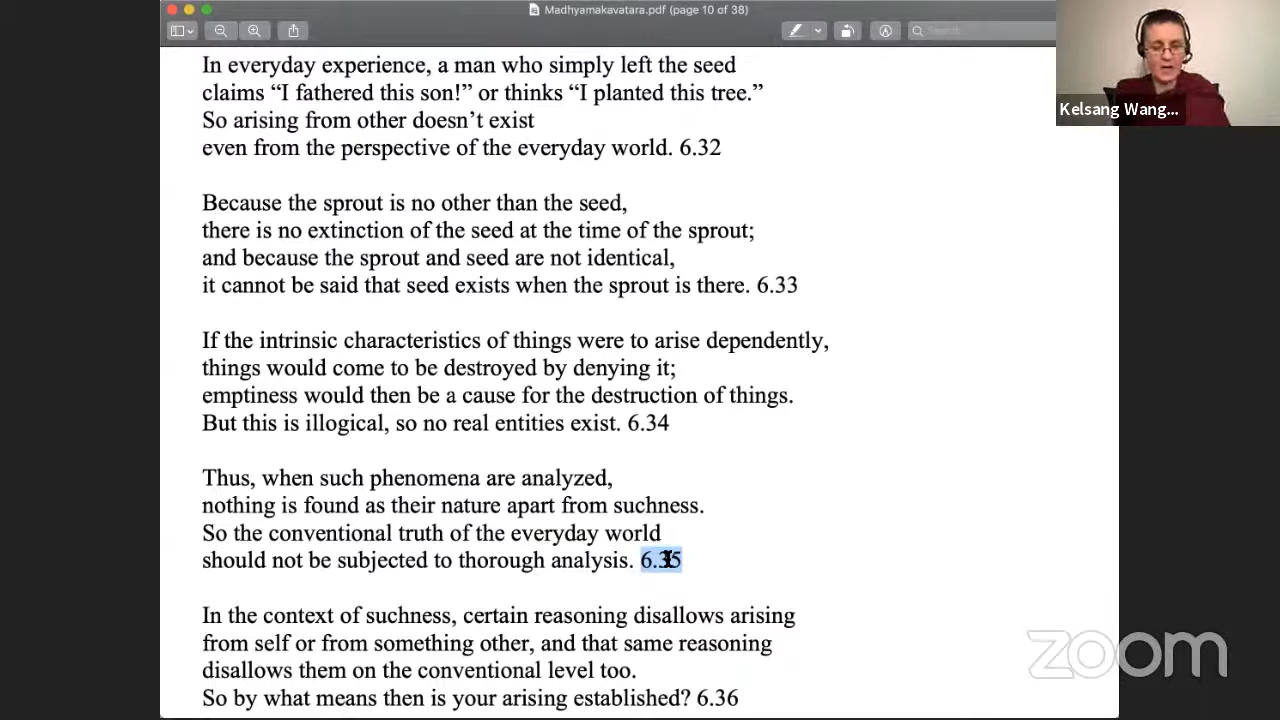 Madhyamakavatara.pdf (page 10 of 38)
Search
In everyday experience, a man who simply left the seed
claims “I fathered this son!” or thinks “I planted this tree.”
So arising from other doesn’t exist
even from the perspective of the everyday world. 6.32
Because the sprout is no other than the seed,
there is no extinction of the seed at the time of the sprout;
and because the sprout and seed are not identical,
it cannot be said that seed exists when the sprout is there. 6.33
If the intrinsic characteristics of things were to arise dependently,
things would come to be destroyed by denying it;
emptiness would then be a cause for the destruction of things.
But this is illogical, so no real entities exist. 6.34
Thus, when such phenomena are analyzed,
nothing is found as their nature apart from suchness.
So the conventional truth of the everyday world
should not be subjected to thorough analysis. 6.35
In the context of suchness, certain reasoning disallows arising
from self or from something other, and that same reasoning
disallows them on the conventional level too.
So by what means then is your arising established? 6.36
Kelsang Wang...
zoom